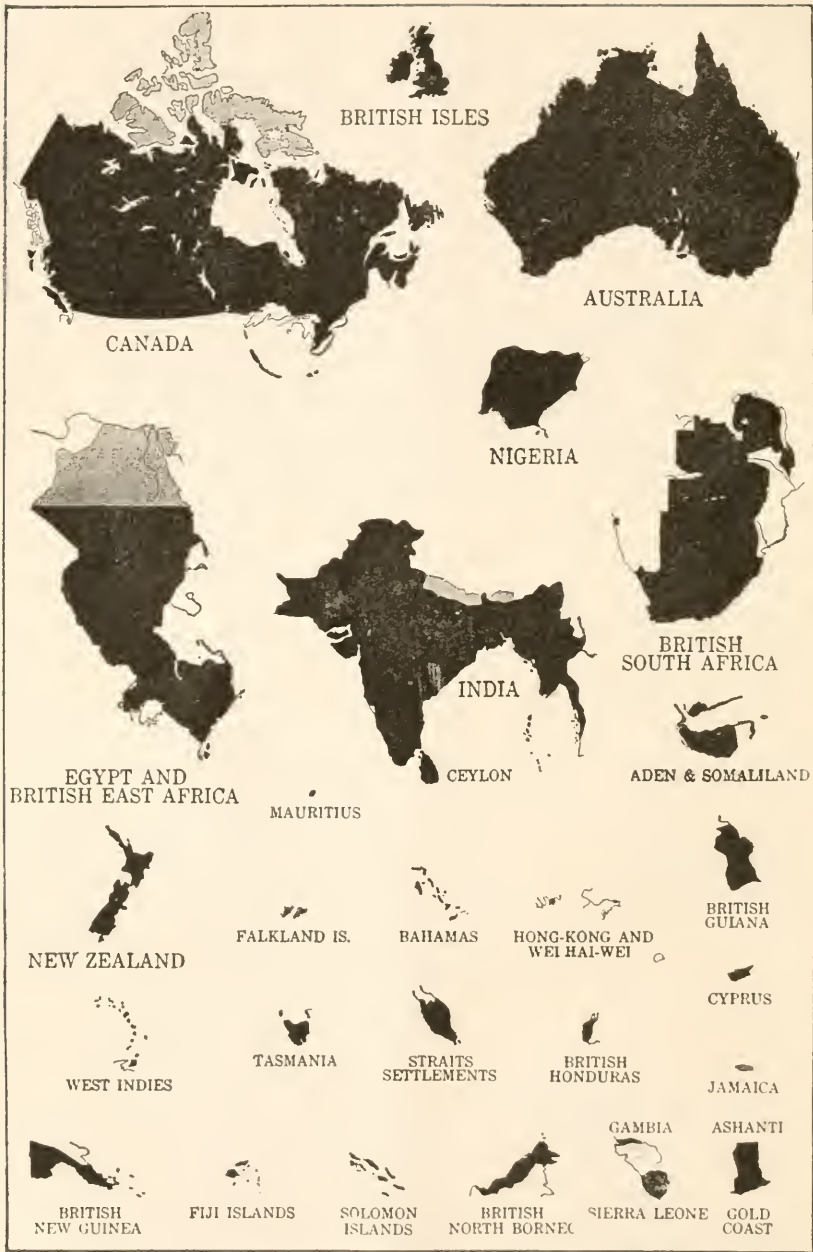 BRITISH ISLES
AUSTRALIA
CANADA
NIGERIA
BRITISH
SOUTH AFRICA
INDIA
EGYPT AND
BRITISH EAST AFRICA
CEYLON
ADEN & SOMALILAND
MAURITIUS
NEW ZEALAND
FALKLAND IS.
BAHAMAS
HONG-KONG AND
WEI HAI-WEI
BRITISH
GUIANA
CYPRUS
WEST INDIES
TASMANIA
STRAITS
SETTLEMENTS
BRITISH
HONDURAS
JAMAICA
GAMBIA
ASHANTI
BRITISH
NEW GUINEA
FIJI ISLANDS
SOLOMON
ISLANDS
BRITISH
NORTH BORNEO
SIERRA LEONE
GOLD
COAST